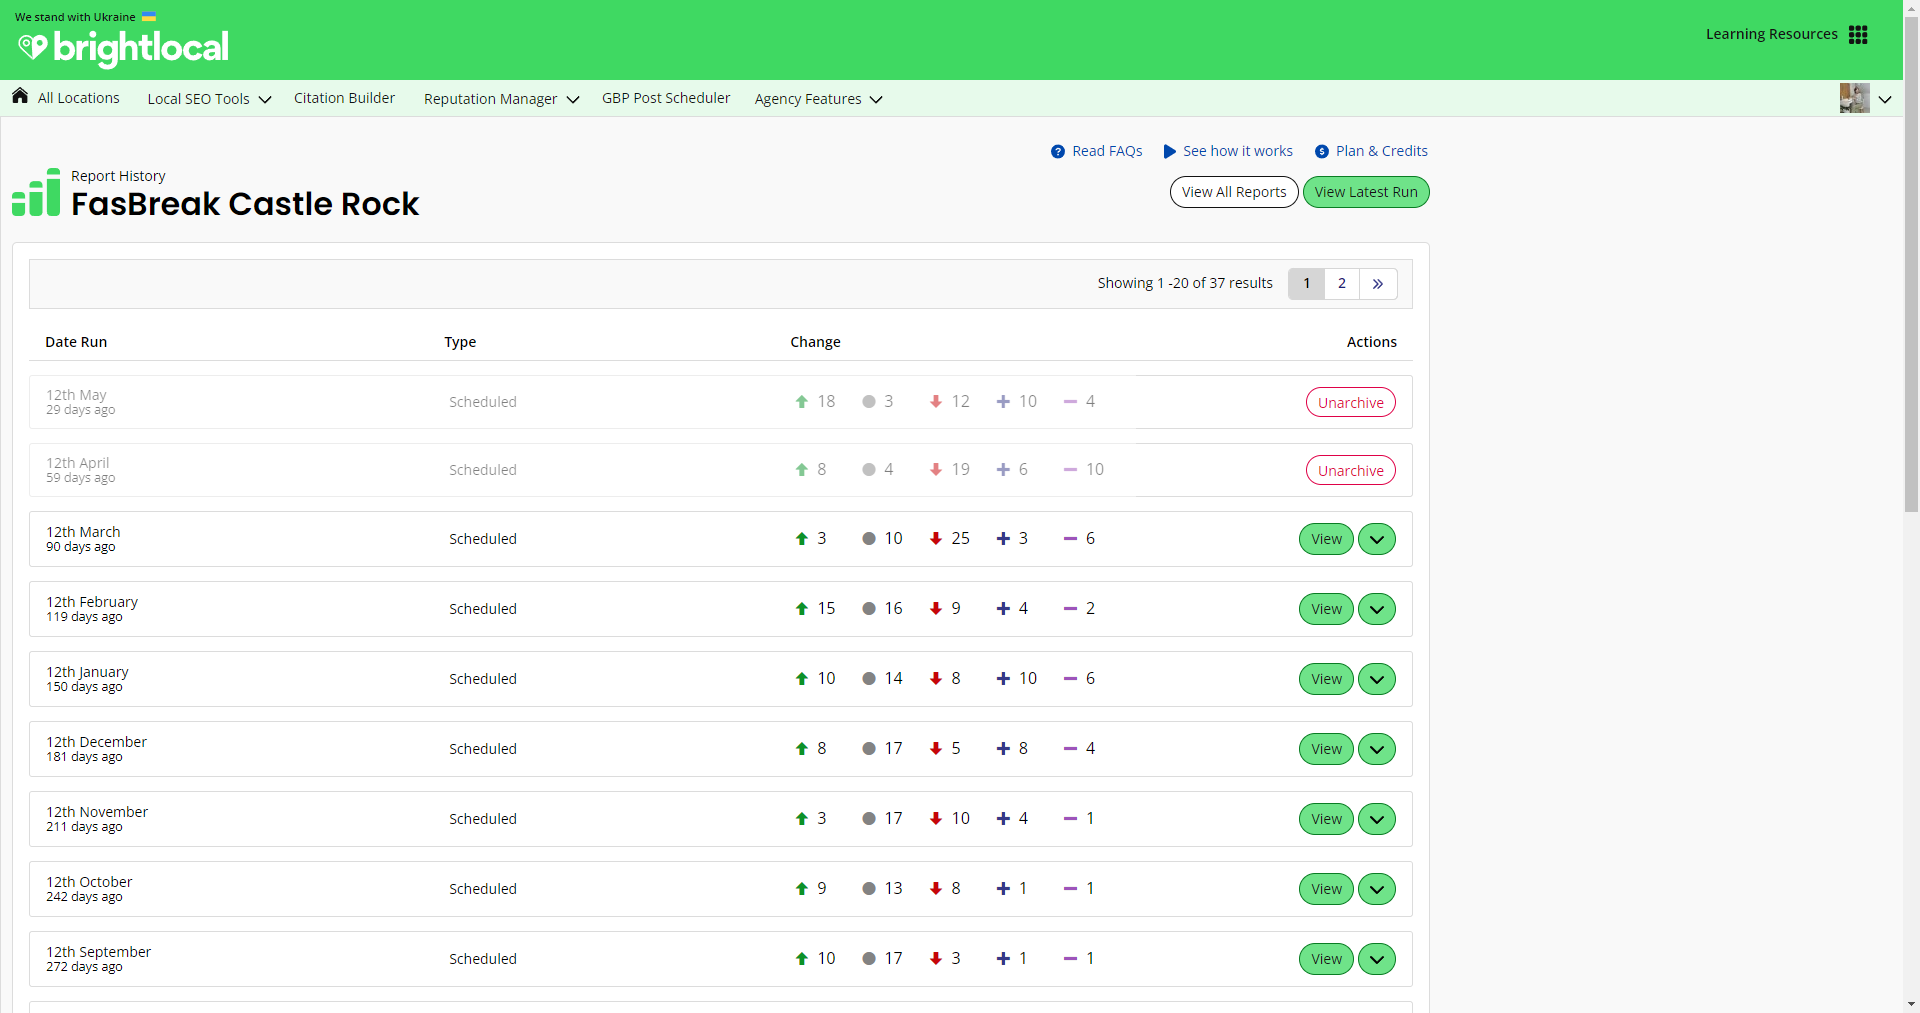 We stand with Ukraine
brightlocal
Learning Resources
All Locations Local SEO Tools Citation Builder Reputation Manager GBP Post Scheduler Agency Features
Read FAQs See how it works Plan & Credits
Report History
FasBreak Castle Rock
View All Reports View Latest Run
Showing 1 -20 of 37 results 1 2 »
Date Run Type Change Actions
12th May
29 days ago
Scheduled 18 3 12 10 4 Unarchive
12th April
59 days ago
Scheduled 8 4 19 6 10 Unarchive
12th March
90 days ago
Scheduled 3 10 25 3 6 View
12th February
119 days ago
Scheduled 15 16 9 4 2 View
12th January
150 days ago
Scheduled 10 14 8 10 6 View
12th December
181 days ago
Scheduled 8 17 5 8 4 View
12th November
211 days ago
Scheduled 3 17 10 4 1 View
12th October
242 days ago
Scheduled 9 13 8 1 1 View
12th September
272 days ago
Scheduled 10 17 3 1 1 View